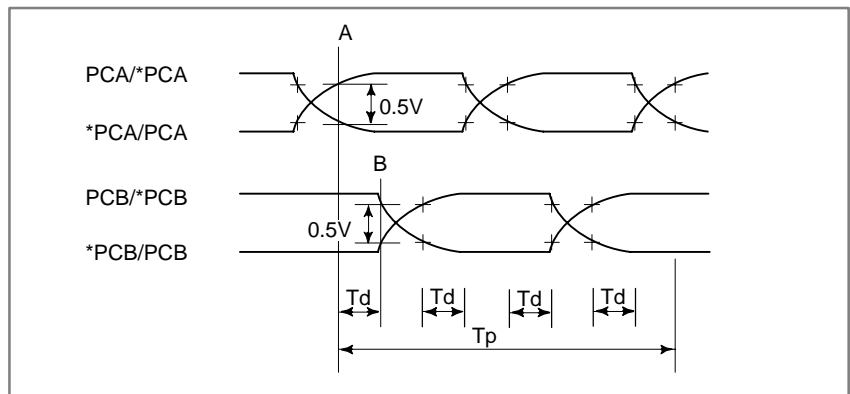 A
PCA/*PCA
0.5V
*PCA/PCA
B
PCB/*PCB
0.5V
*PCB/PCB
Td Td Td Td
Tp